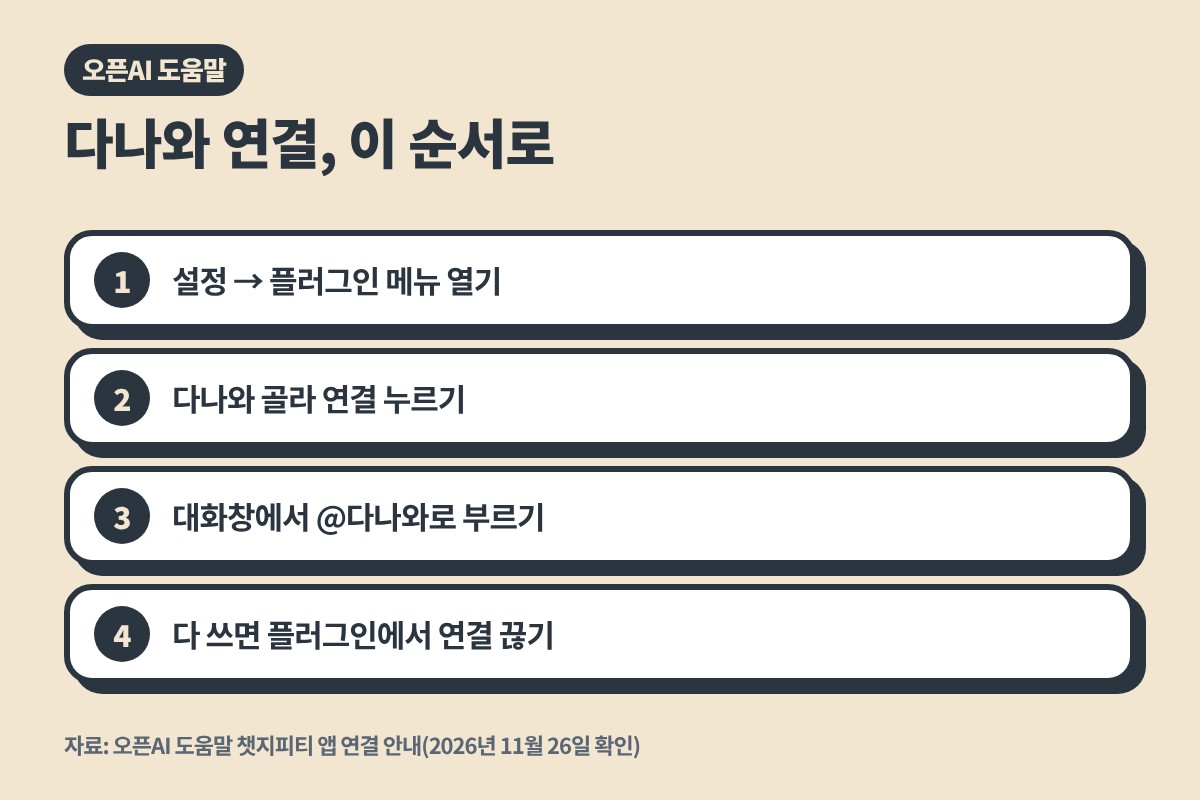 오픈AI 도움말
다나와 연결, 이 순서로
1 설정 → 플러그인 메뉴 열기
2 다나와 골라 연결 누르기
3 대화창에서 @다나와로 부르기
4 다 쓰면 플러그인에서 연결 끊기
자료: 오픈AI 도움말 챗지피티 앱 연결 안내(2026년 11월 26일 확인)